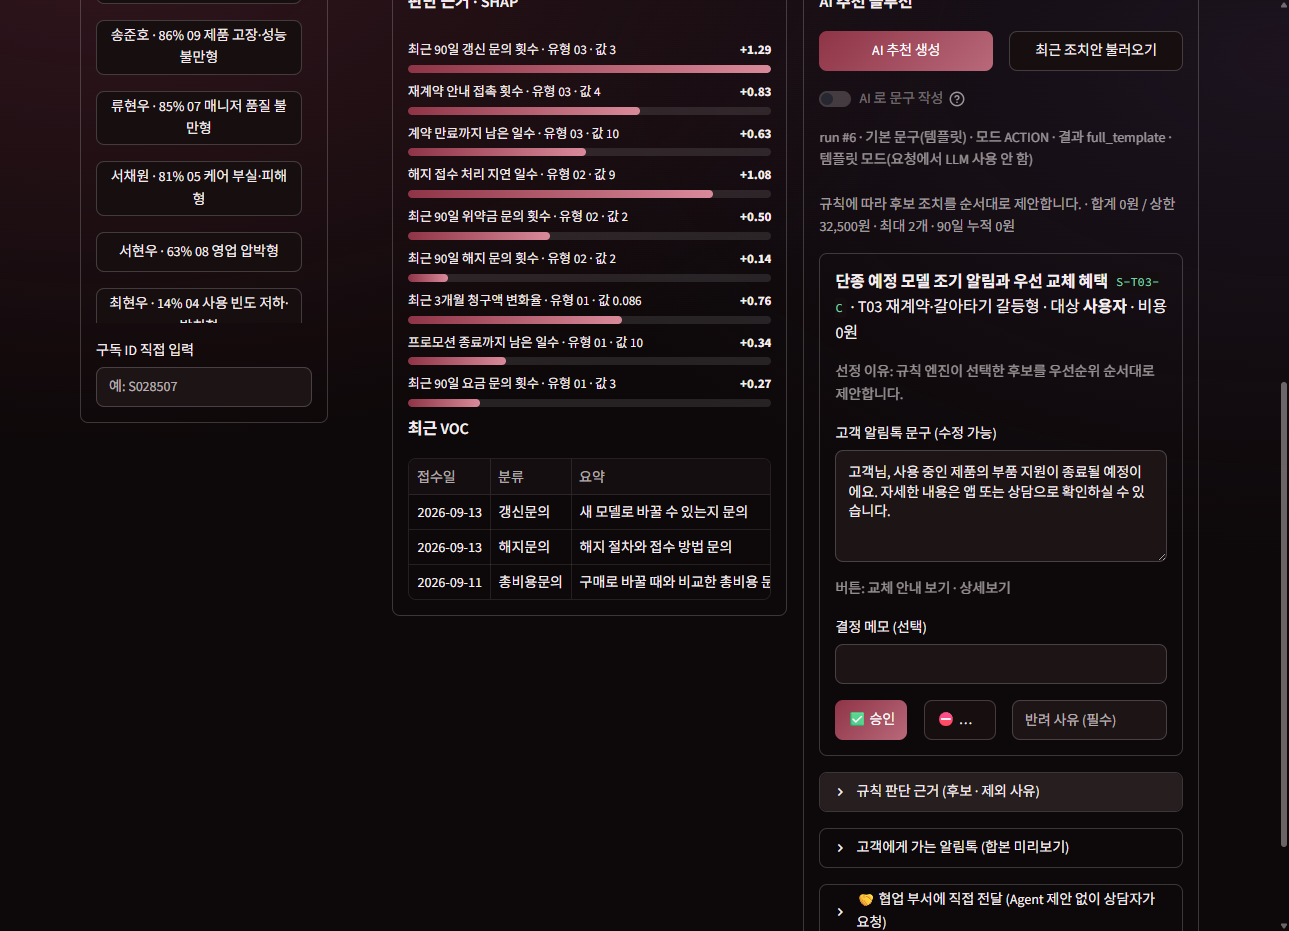 송준호 · 86% 09 제품 고장·성능
불만형
류현우 · 85% 07 매니저 품질 불
만형
서채원 · 81% 05 케어 부실·피해
형
서현우 · 63% 08 영업 압박형
최현우 · 14% 04 사용 빈도 저하·
구독 ID 직접 입력
예: S028507
판단 근거 · SHAP
최근 90일 갱신 문의 횟수 · 유형 03 · 값 3 +1.29
재계약 안내 접촉 횟수 · 유형 03 · 값 4 +0.83
계약 만료까지 남은 일수 · 유형 03 · 값 10 +0.63
해지 접수 처리 지연 일수 · 유형 02 · 값 9 +1.08
최근 90일 위약금 문의 횟수 · 유형 02 · 값 2 +0.50
최근 90일 해지 문의 횟수 · 유형 02 · 값 2 +0.14
최근 3개월 청구액 변화율 · 유형 01 · 값 0.086 +0.76
프로모션 종료까지 남은 일수 · 유형 01 · 값 10 +0.34
최근 90일 요금 문의 횟수 · 유형 01 · 값 3 +0.27
최근 VOC
접수일 분류 요약
2026-09-13 갱신문의 새 모델로 바꿀 수 있는지 문의
2026-09-13 해지문의 해지 절차와 접수 방법 문의
2026-09-11 총비용문의 구매로 바꿀 때와 비교한 총비용 문
AI 추천 솔루션
AI 추천 생성
최근 조치안 불러오기
AI 로 문구 작성
run #6 · 기본 문구(템플릿) · 모드 ACTION · 결과 full_template ·
템플릿 모드(요청에서 LLM 사용 안 함)
규칙에 따라 후보 조치를 순서대로 제안합니다. · 합계 0원 / 상한
32,500원 · 최대 2개 · 90일 누적 0원
단종 예정 모델 조기 알림과 우선 교체 혜택 S-T03-
C · T03 재계약·갈아타기 갈등형 · 대상 사용자 · 비용
0원
선정 이유: 규칙 엔진이 선택한 후보를 우선순위 순서대로
제안합니다.
고객 알림톡 문구 (수정 가능)
고객님, 사용 중인 제품의 부품 지원이 종료될 예정이
에요. 자세한 내용은 앱 또는 상담으로 확인하실 수 있
습니다.
버튼: 교체 안내 보기 · 상세보기
결정 메모 (선택)
✅ 승인
⛔ ...
반려 사유 (필수)
규칙 판단 근거 (후보 · 제외 사유)
고객에게 가는 알림톡 (합본 미리보기)
🤝 협업 부서에 직접 전달 (Agent 제안 없이 상담자가
요청)